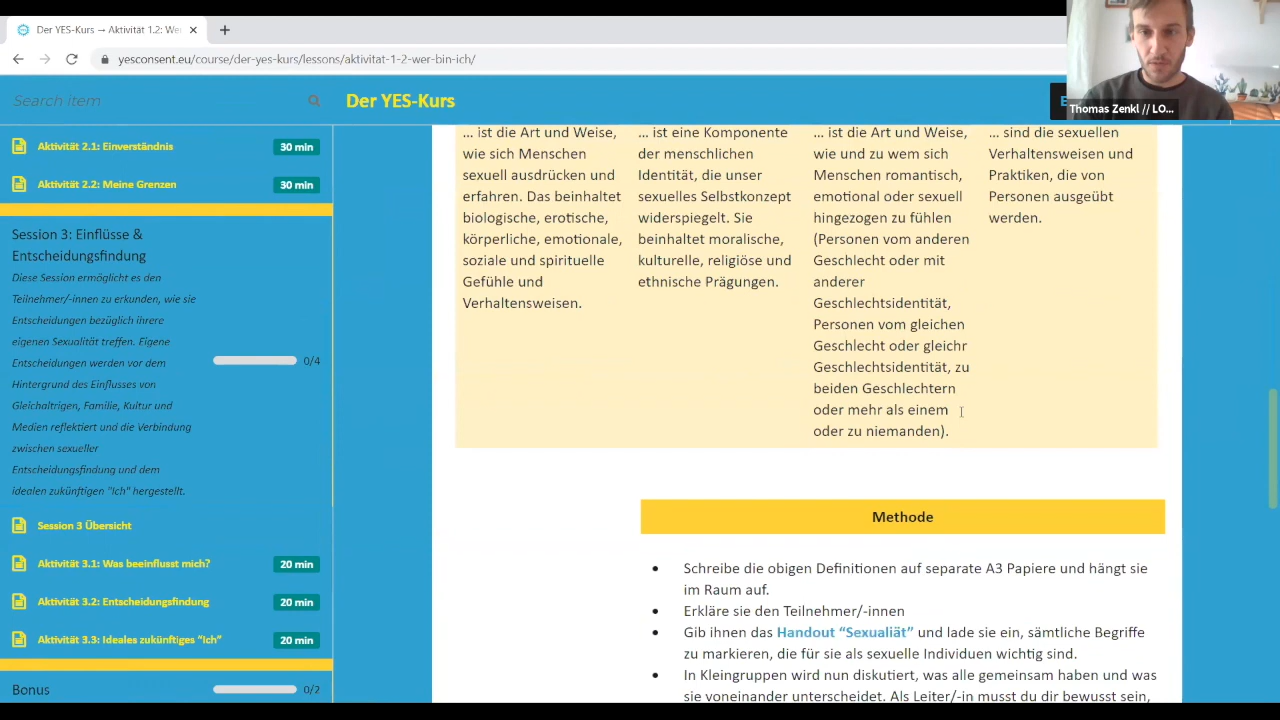 Der YES-Kurs → Aktivität 1.2: We
yesconsent.eu/course/der-yes-kurs/lessons/aktivitat-1-2-wer-bin-ich/
Thomas Zenkl // LO...
Search item
Der YES-Kurs
Aktivität 2.1: Einverständnis
30 min
Aktivität 2.2: Meine Grenzen
30 min
Session 3: Einflüsse &
Entscheidungsfindung
Diese Session ermöglicht es den
Teilnehmer/-innen zu erkunden, wie sie
Entscheidungen bezüglich ihrere
eigenen Sexualität treffen. Eigene
Entscheidungen werden vor dem
Hintergrund des Einflusses von
Gleichaltrigen, Familie, Kultur und
Medien reflektiert und die Verbindung
zwischen sexueller
Entscheidungsfindung und dem
idealen zukünftigen "Ich" hergestellt.
0/4
Session 3 Übersicht
Aktivität 3.1: Was beeinflusst mich?
20 min
Aktivität 3.2: Entscheidungsfindung
20 min
Aktivität 3.3: Ideales zukünftiges “Ich”
20 min
Bonus
0/2
... ist die Art und Weise,
wie sich Menschen
sexuell ausdrücken und
erfahren. Das beinhaltet
biologische, erotische,
körperliche, emotionale,
soziale und spirituelle
Gefühle und
Verhaltensweisen.
... ist eine Komponente
der menschlichen
Identität, die unser
sexuelles Selbstkonzept
widerspiegelt. Sie
beinhaltet moralische,
kulturelle, religiöse und
ethnische Prägungen.
... ist die Art und Weise,
wie und zu wem sich
Menschen romantisch,
emotional oder sexuell
hingezogen zu fühlen
(Personen vom anderen
Geschlecht oder mit
anderer
Geschlechtsidentität,
Personen vom gleichen
Geschlecht oder gleichr
Geschlechtsidentität, zu
beiden Geschlechtern
oder mehr als einem
oder zu niemanden).
... sind die sexuellen
Verhaltensweisen und
Praktiken, die von
Personen ausgeübt
werden.
Methode
• Schreibe die obigen Definitionen auf separate A3 Papiere und hängt sie
im Raum auf.
• Erkläre sie den Teilnehmer/-innen
• Gib ihnen das Handout “Sexualiät” und lade sie ein, sämtliche Begriffe
zu markieren, die für sie als sexuelle Individuen wichtig sind.
• In Kleingruppen wird nun diskutiert, was alle gemeinsam haben und was
sie voneinander unterscheidet. Als Leiter/-in musst du dir bewusst sein,